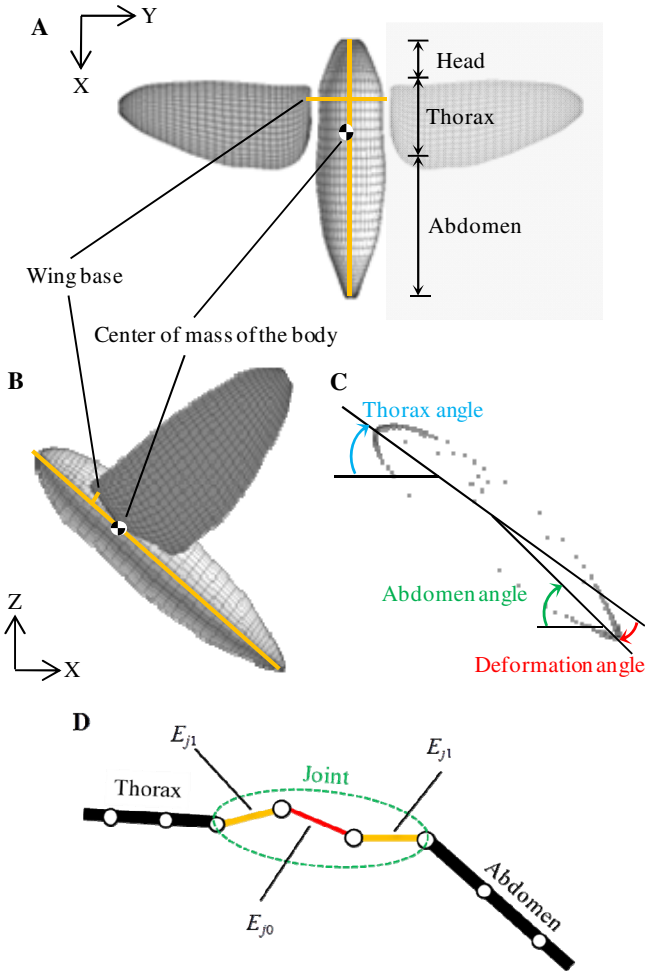 A
Y
X
Head
Thorax
Abdomen
Wing base
Center of mass of the body
B
Z
X
C
Thorax angle
Abdomen angle
Deformation angle
D
Ej1
Joint
Ej1
Thorax
Ej0
Abdomen